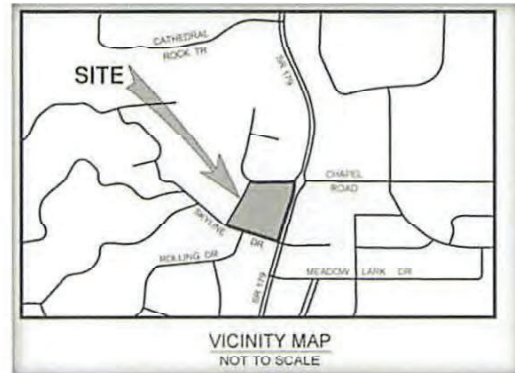 CATHEDRAL
ROCK TR
SR 179
SITE
CHAPEL
ROAD
SKYLINE
DR
ROLLING DR
SR 179
MEADOW LARK DR
VICINITY MAP
NOT TO SCALE